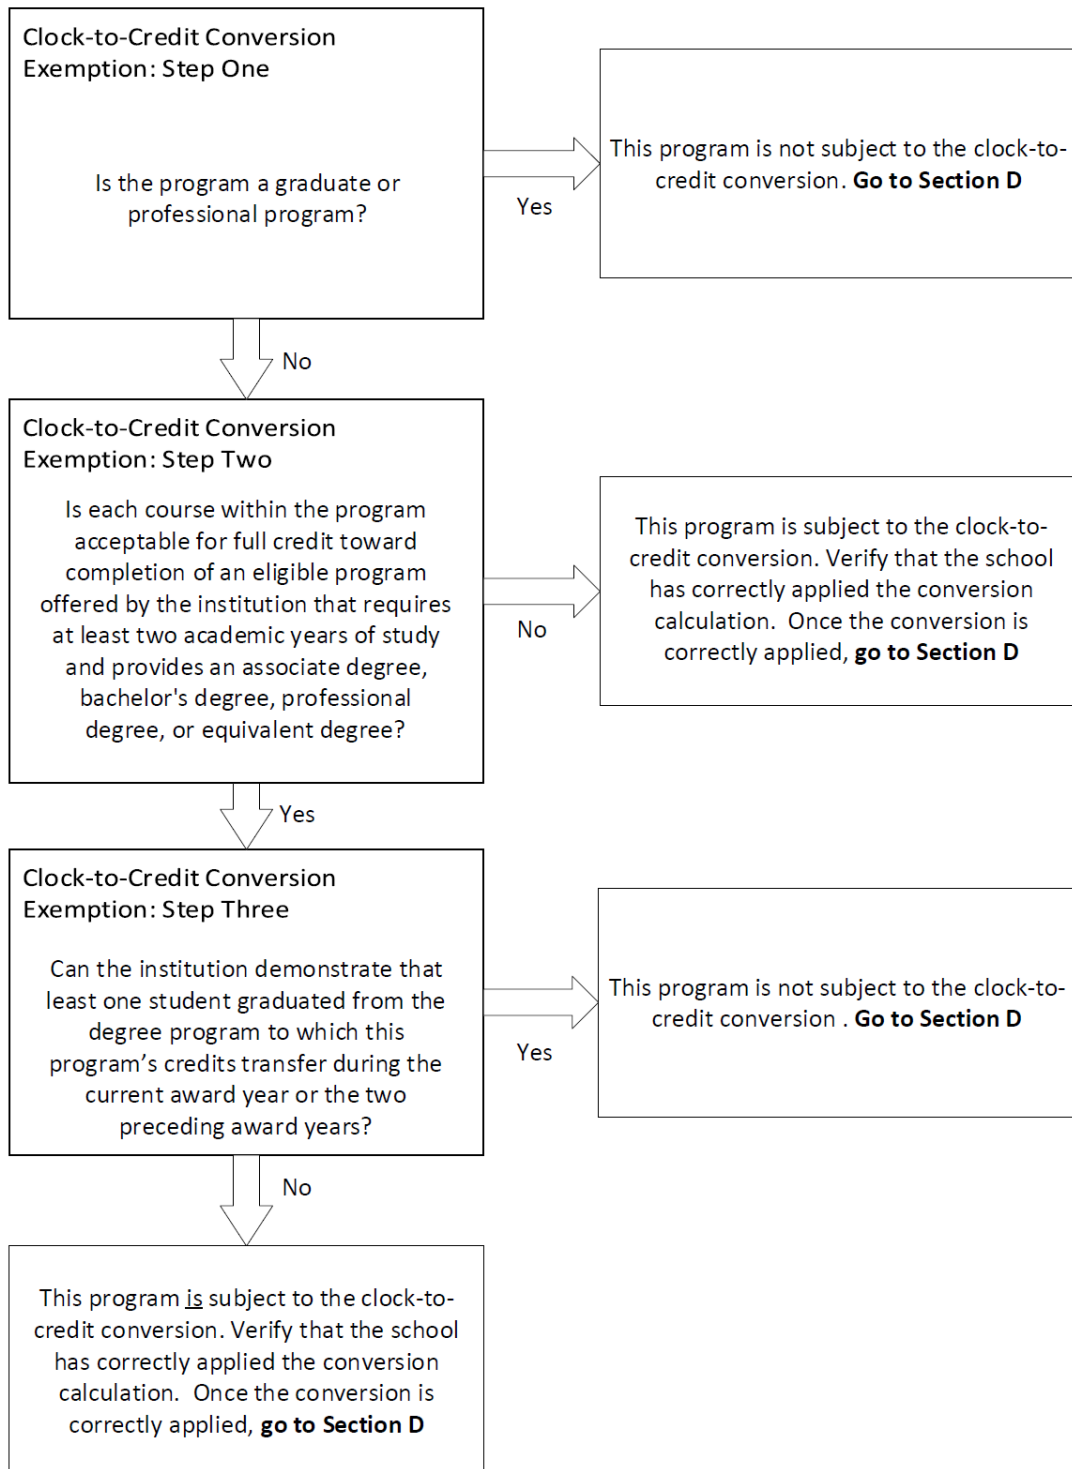 Clock-to-Credit Conversion
Exemption: Step One
Is the program a graduate or
professional program?
Yes
This program is not subject to the clock-to-
credit conversion. Go to Section D
No
Clock-to-Credit Conversion
Exemption: Step Two
Is each course within the program
acceptable for full credit toward
completion of an eligible program
offered by the institution that requires
at least two academic years of study
and provides an associate degree,
bachelor's degree, professional
degree, or equivalent degree?
No
This program is subject to the clock-to-
credit conversion. Verify that the school
has correctly applied the conversion
calculation.  Once the conversion is
correctly applied, go to Section D
Yes
Clock-to-Credit Conversion
Exemption: Step Three
Can the institution demonstrate that
least one student graduated from the
degree program to which this
program’s credits transfer during the
current award year or the two
preceding award years?
Yes
This program is not subject to the clock-to-
credit conversion . Go to Section D
No
This program is subject to the clock-to-
credit conversion. Verify that the school
has correctly applied the conversion
calculation.  Once the conversion is
correctly applied, go to Section D